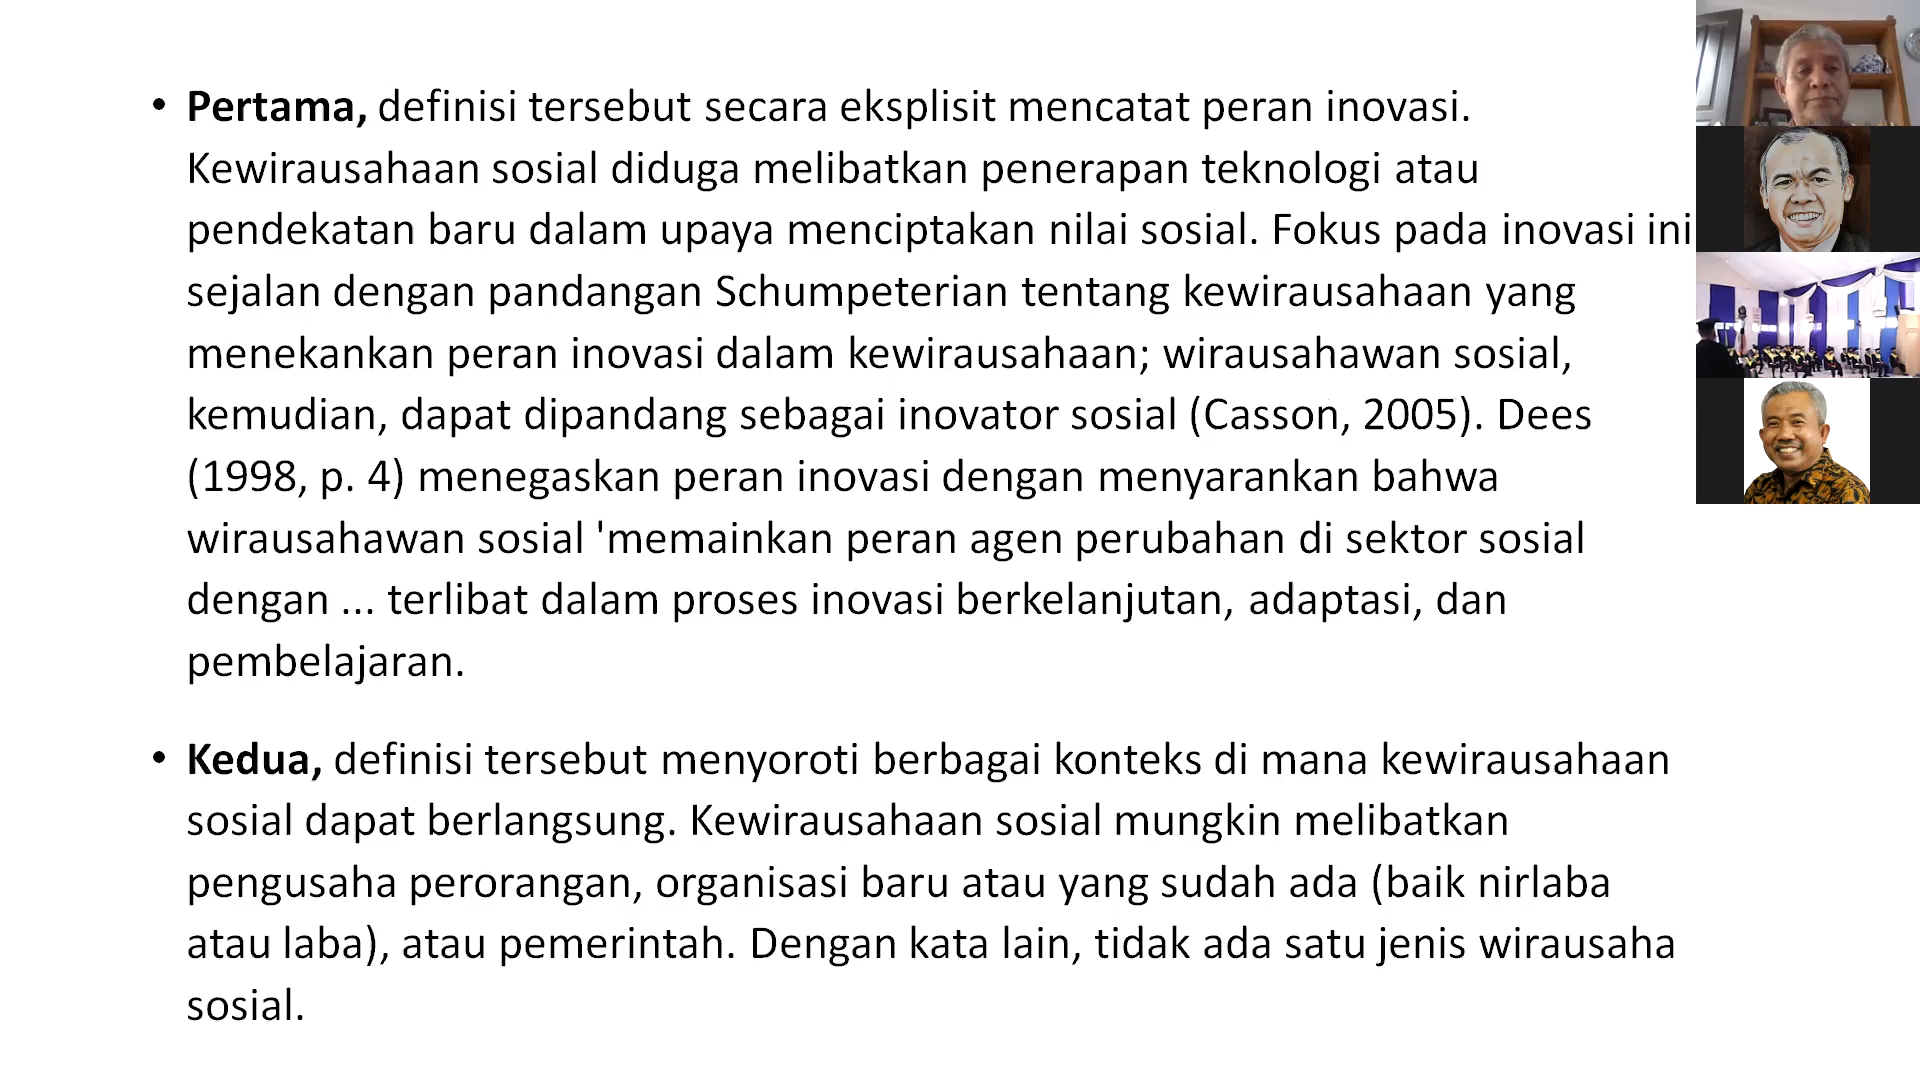 • Pertama, definisi tersebut secara eksplisit mencatat peran inovasi.
Kewirausahaan sosial diduga melibatkan penerapan teknologi atau
pendekatan baru dalam upaya menciptakan nilai sosial. Fokus pada inovasi ini
sejalan dengan pandangan Schumpeterian tentang kewirausahaan yang
menekankan peran inovasi dalam kewirausahaan; wirausahawan sosial,
kemudian, dapat dipandang sebagai inovator sosial (Casson, 2005). Dees
(1998, p. 4) menegaskan peran inovasi dengan menyarankan bahwa
wirausahawan sosial 'memainkan peran agen perubahan di sektor sosial
dengan ... terlibat dalam proses inovasi berkelanjutan, adaptasi, dan
pembelajaran.
• Kedua, definisi tersebut menyoroti berbagai konteks di mana kewirausahaan
sosial dapat berlangsung. Kewirausahaan sosial mungkin melibatkan
pengusaha perorangan, organisasi baru atau yang sudah ada (baik nirlaba
atau laba), atau pemerintah. Dengan kata lain, tidak ada satu jenis wirausaha
sosial.